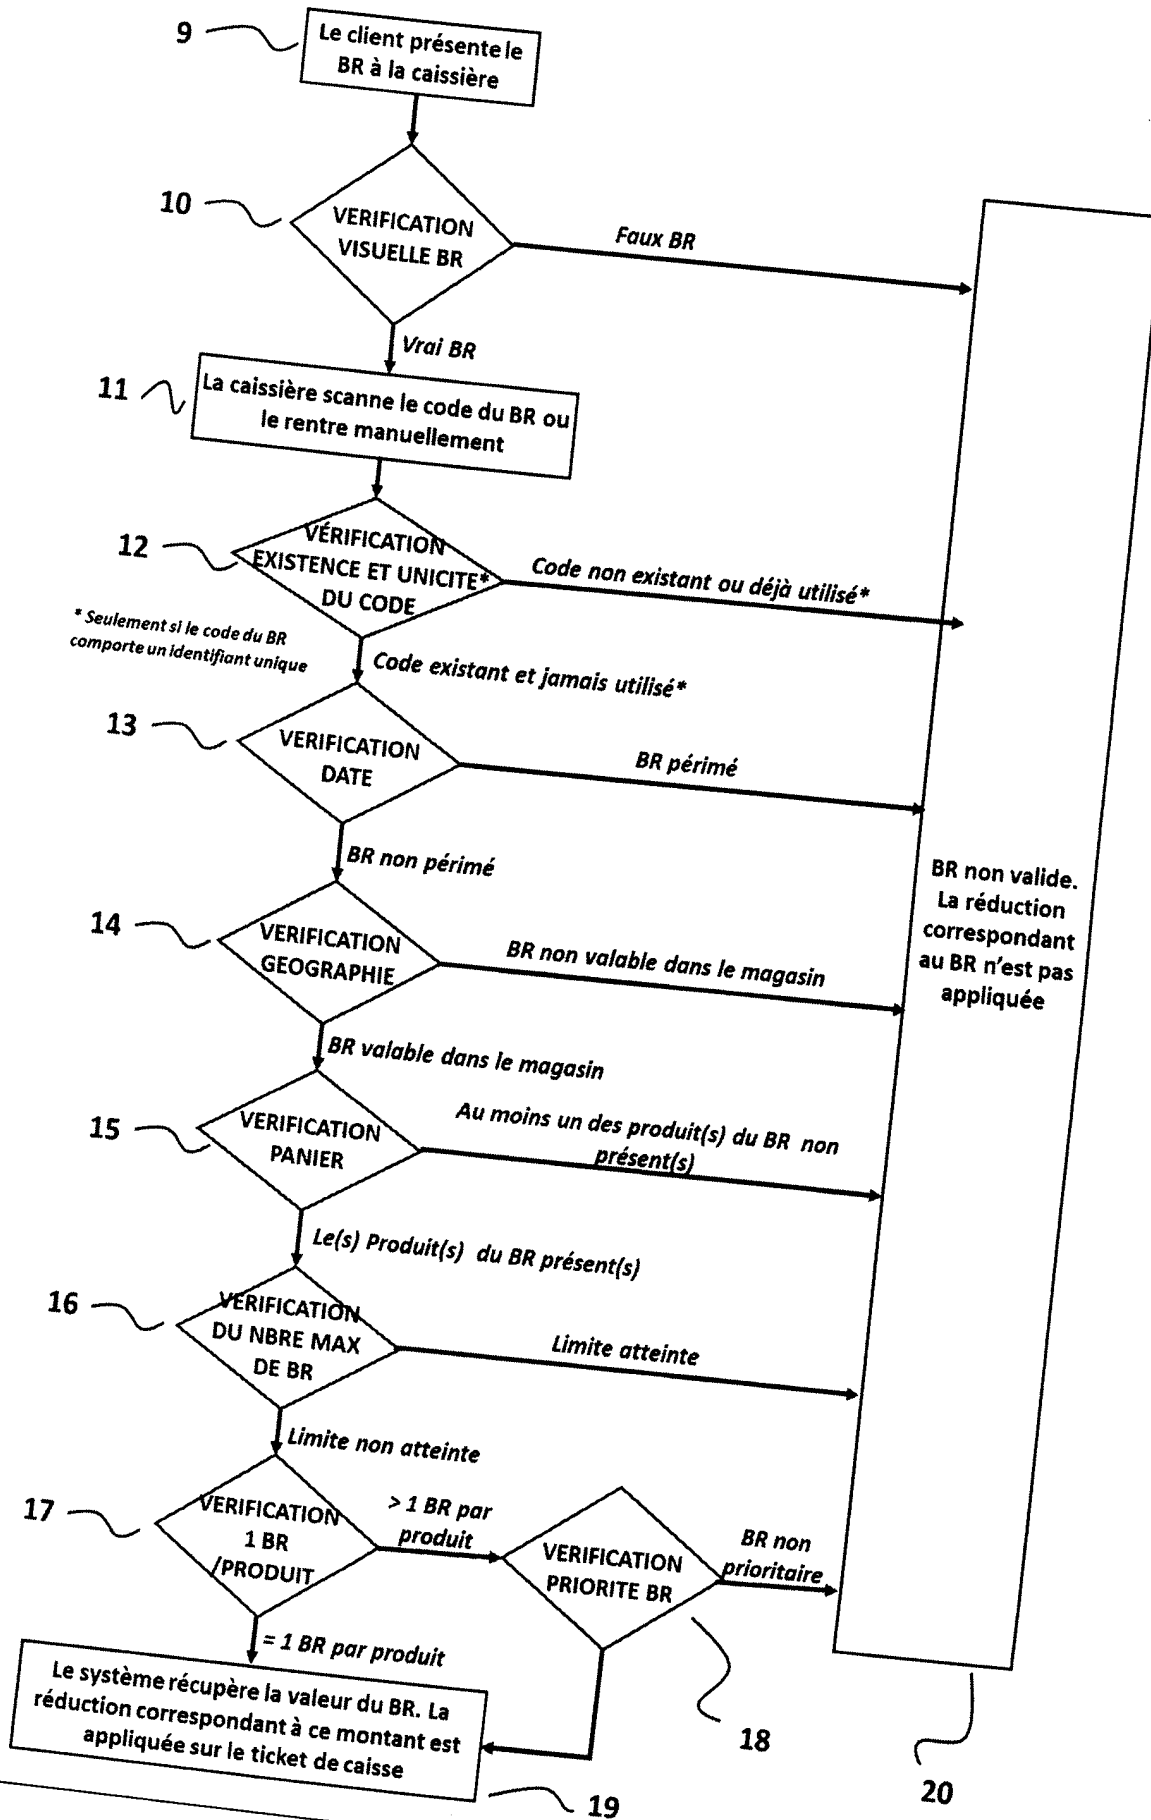 9
Le client présente le
BR à la caissière
10
VERIFICATION
VISUELLE BR
Faux BR
Vrai BR
11
La caissière scanne le code du BR ou
le rentre manuellement
12
VÉRIFICATION
EXISTENCE ET UNICITE*
DU CODE
Code non existant ou déjà utilisé*
* Seulement si le code du BR
comporte un identifiant unique
Code existant et jamais utilisé*
13
VERIFICATION
DATE
BR périmé
BR non périmé
14
VERIFICATION
GEOGRAPHIE
BR non valable dans le magasin
BR non valide.
La réduction
correspondant
au BR n'est pas
appliquée
BR valable dans le magasin
15
VERIFICATION
PANIER
Au moins un des produit(s) du BR non
présent(s)
Le(s) Produit(s) du BR présent(s)
16
VERIFICATION
DU NBRE MAX
DE BR
Limite atteinte
Limite non atteinte
17
VERIFICATION
1 BR
/PRODUIT
> 1 BR par
produit
VERIFICATION
PRIORITE BR
BR non
prioritaire
= 1 BR par produit
Le système récupère la valeur du BR. La
réduction correspondant à ce montant est
appliquée sur le ticket de caisse
18
19
20